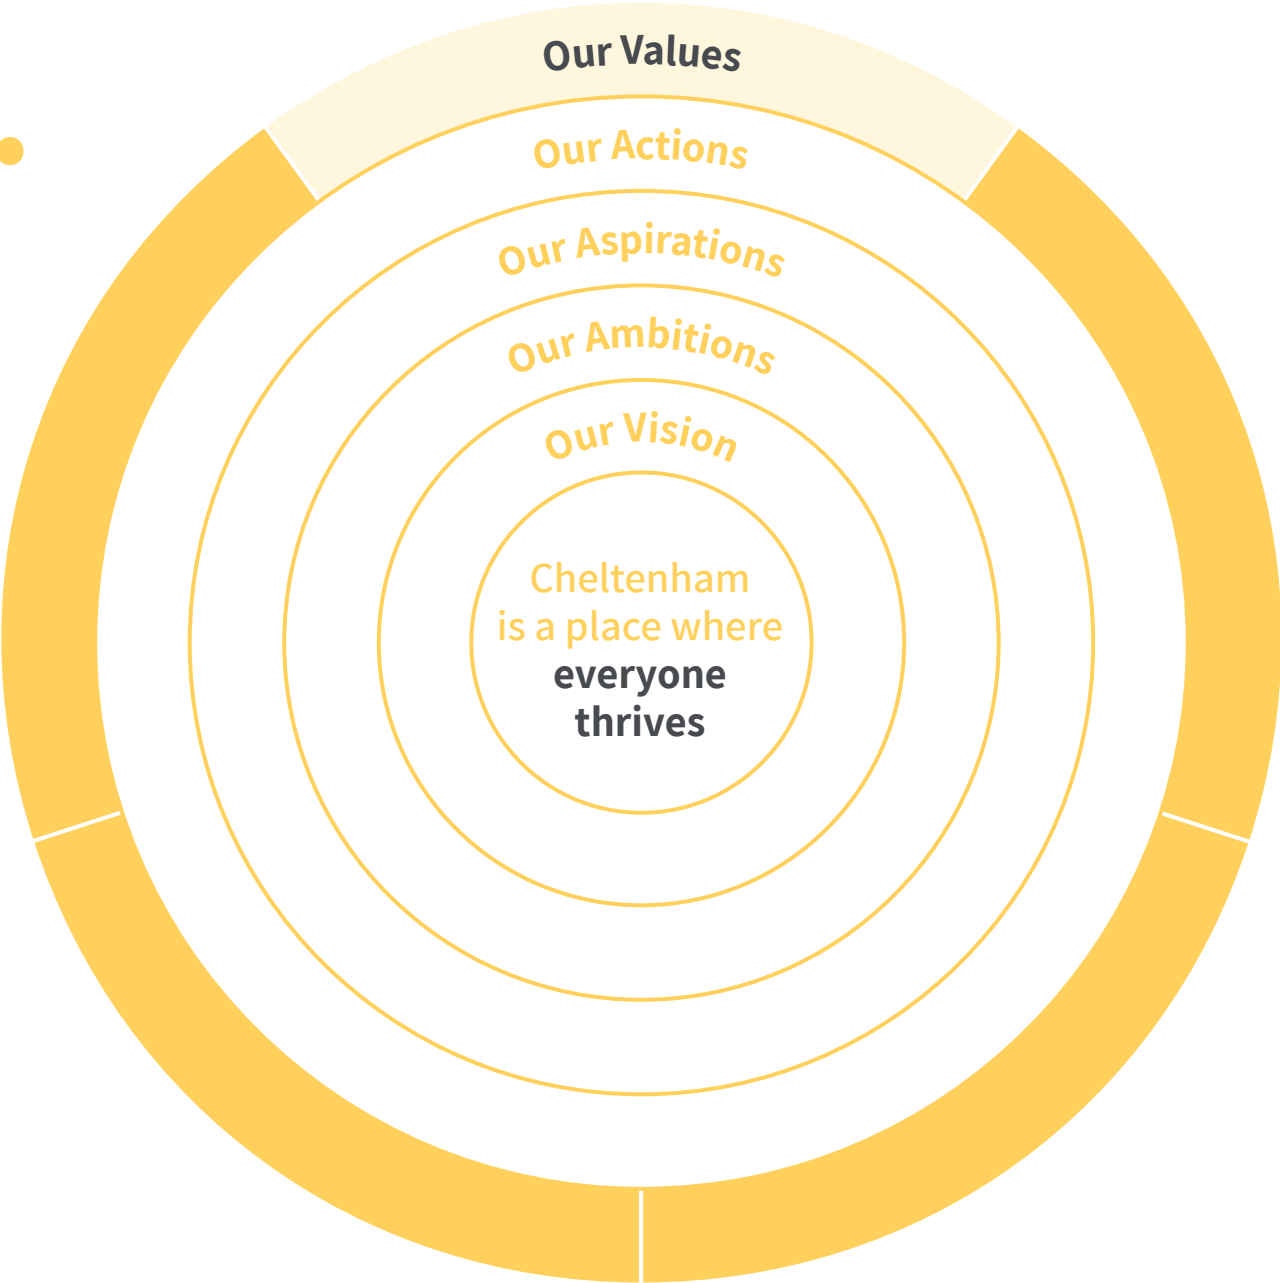 Our Values
Our Actions
Our Aspirations
Our Ambitions
Our Vision
Cheltenham
is a place where
everyone
thrives